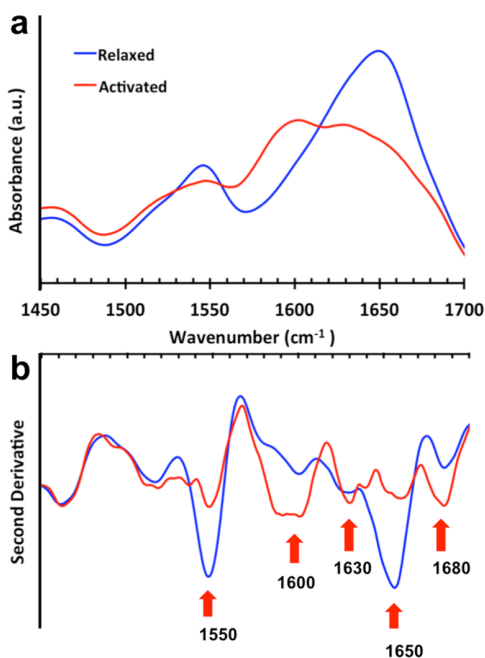 a
Relaxed
Activated
Absorbance (a.u.)
1450 1500 1550 1600 1650 1700
Wavenumber (cm⁻¹ )
b
Second Derivative
1600 1630 1680
1550 1650